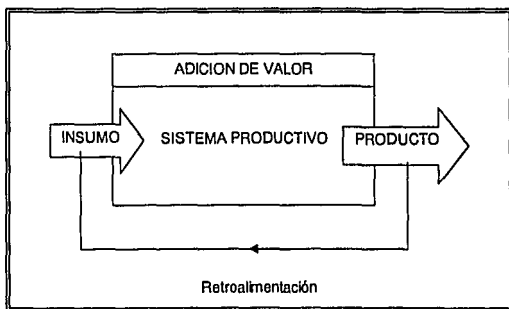 ADICION DE VALOR
INSUMO SISTEMA PRODUCTIVO PRODUCTO
Retroalimentación